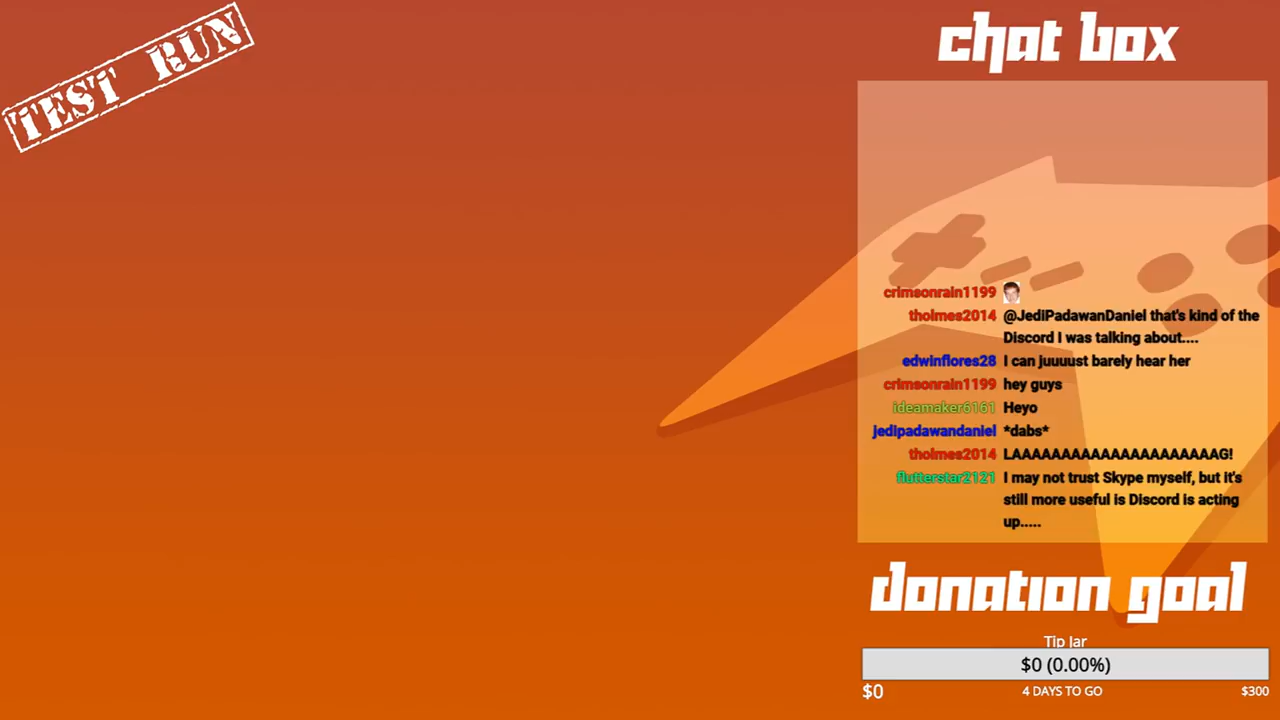 TEST RUN
chat box
crimsonrain1199
tholmes2014 @JediPadawanDaniel that's kind of the
Discord I was talking about....
edwinflores28 I can juuuust barely hear her
crimsonrain1199 hey guys
ideamaker6161 Heyo
jedipadawandaniel *dabs*
tholmes2014 LAAAAAAAAAAAAAAAAAAAAAG!
flutterstar2121 I may not trust Skype myself, but it's
still more useful is Discord is acting
up.....
donation goal
Tip Jar
$0 (0.00%)
$0 4 DAYS TO GO $300